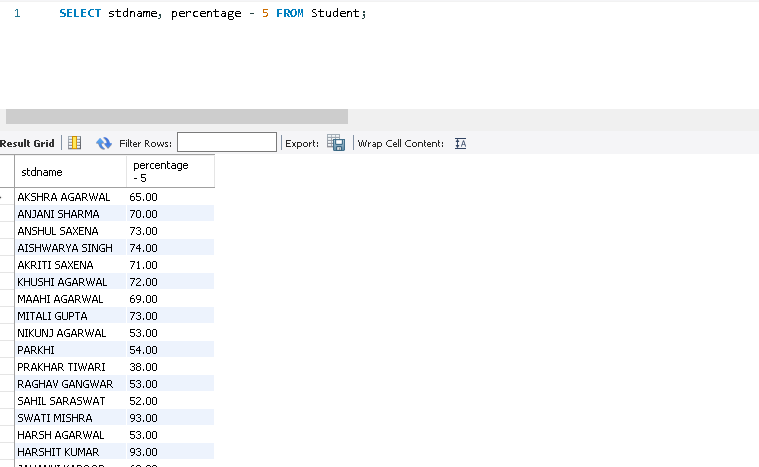 1 SELECT stdname, percentage - 5 FROM Student;
Result Grid Filter Rows: Export: Wrap Cell Content: IA
stdname percentage
- 5
AKSHRA AGARWAL 65.00
ANJANI SHARMA 70.00
ANSHUL SAXENA 73.00
AISHWARYA SINGH 74.00
AKRITI SAXENA 71.00
KHUSHI AGARWAL 72.00
MAAHI AGARWAL 69.00
MITALI GUPTA 73.00
NIKUNJ AGARWAL 53.00
PARKHI 54.00
PRAKHAR TIWARI 38.00
RAGHAV GANGWAR 53.00
SAHIL SARASWAT 52.00
SWATI MISHRA 93.00
HARSH AGARWAL 53.00
HARSHIT KUMAR 93.00